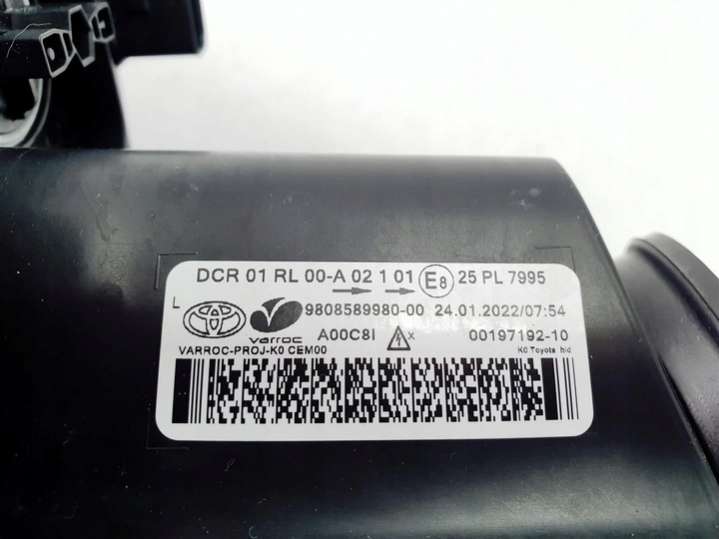 DCR 01 RL 00-A 02 1 01 E8 25 PL 7995
L 9808589980-00 24.01.2022/07:54
varroc A00C8I X 00197192-10
VARROC-PROJ-K0 CEM00 K0 Toyota hid